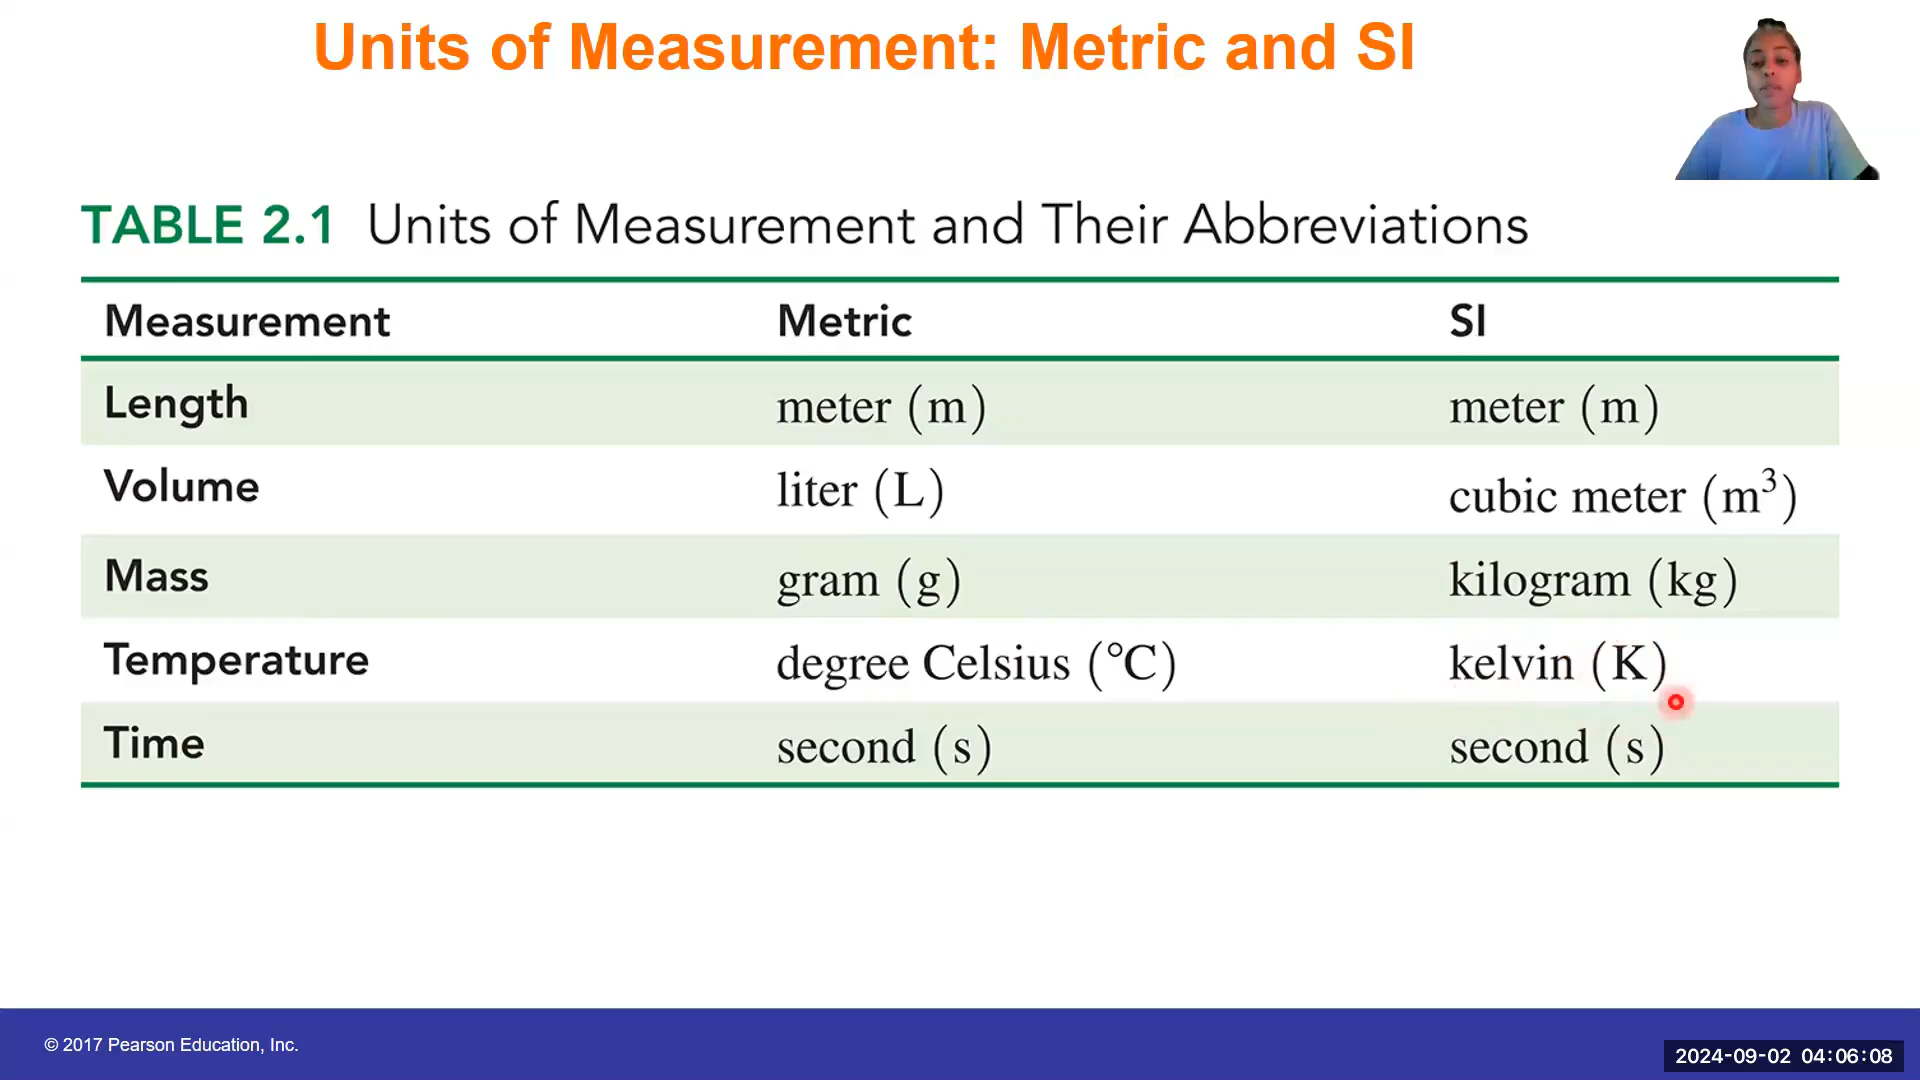 Units of Measurement: Metric and SI
TABLE 2.1 Units of Measurement and Their Abbreviations
Measurement Metric SI
Length meter (m) meter (m)
Volume liter (L) cubic meter (m³)
Mass gram (g) kilogram (kg)
Temperature degree Celsius (°C) kelvin (K)
Time second (s) second (s)
© 2017 Pearson Education, Inc.
2024-09-02 04:06:08